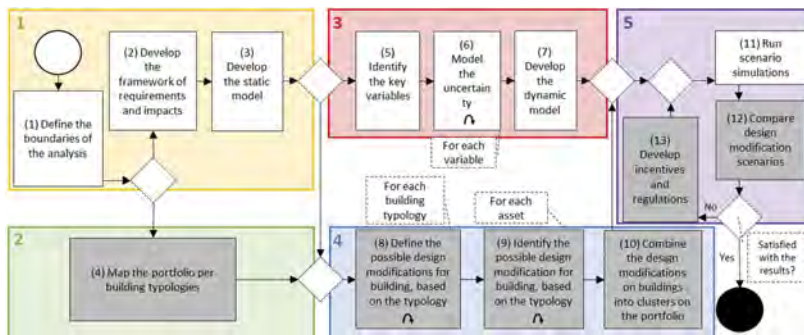 1
(1) Define the
boundaries of
the analysis
(2) Develop
the
framework of
requirements
and impacts
(3)
Develop
the static
model
3
(5)
Identify
the key
variables
(6)
Model
the
uncertain
ty
For each
variable
(7)
Develop
the
dynamic
model
5
(11) Run
scenario
simulations
(12) Compare
design
modification
scenarios
(13)
Develop
incentives
and
regulations
No
Yes
Satisfied
with the
results?
2
(4) Map the portfolio per
building typologies
4
For each
building
typology
(8) Define the
possible design
modifications for
building, based
on the typology
For each
asset
(9) Identify the
possible design
modification for
building, based on
the typology
(10) Combine
the design
modifications
on buildings
into clusters on
the portfolio